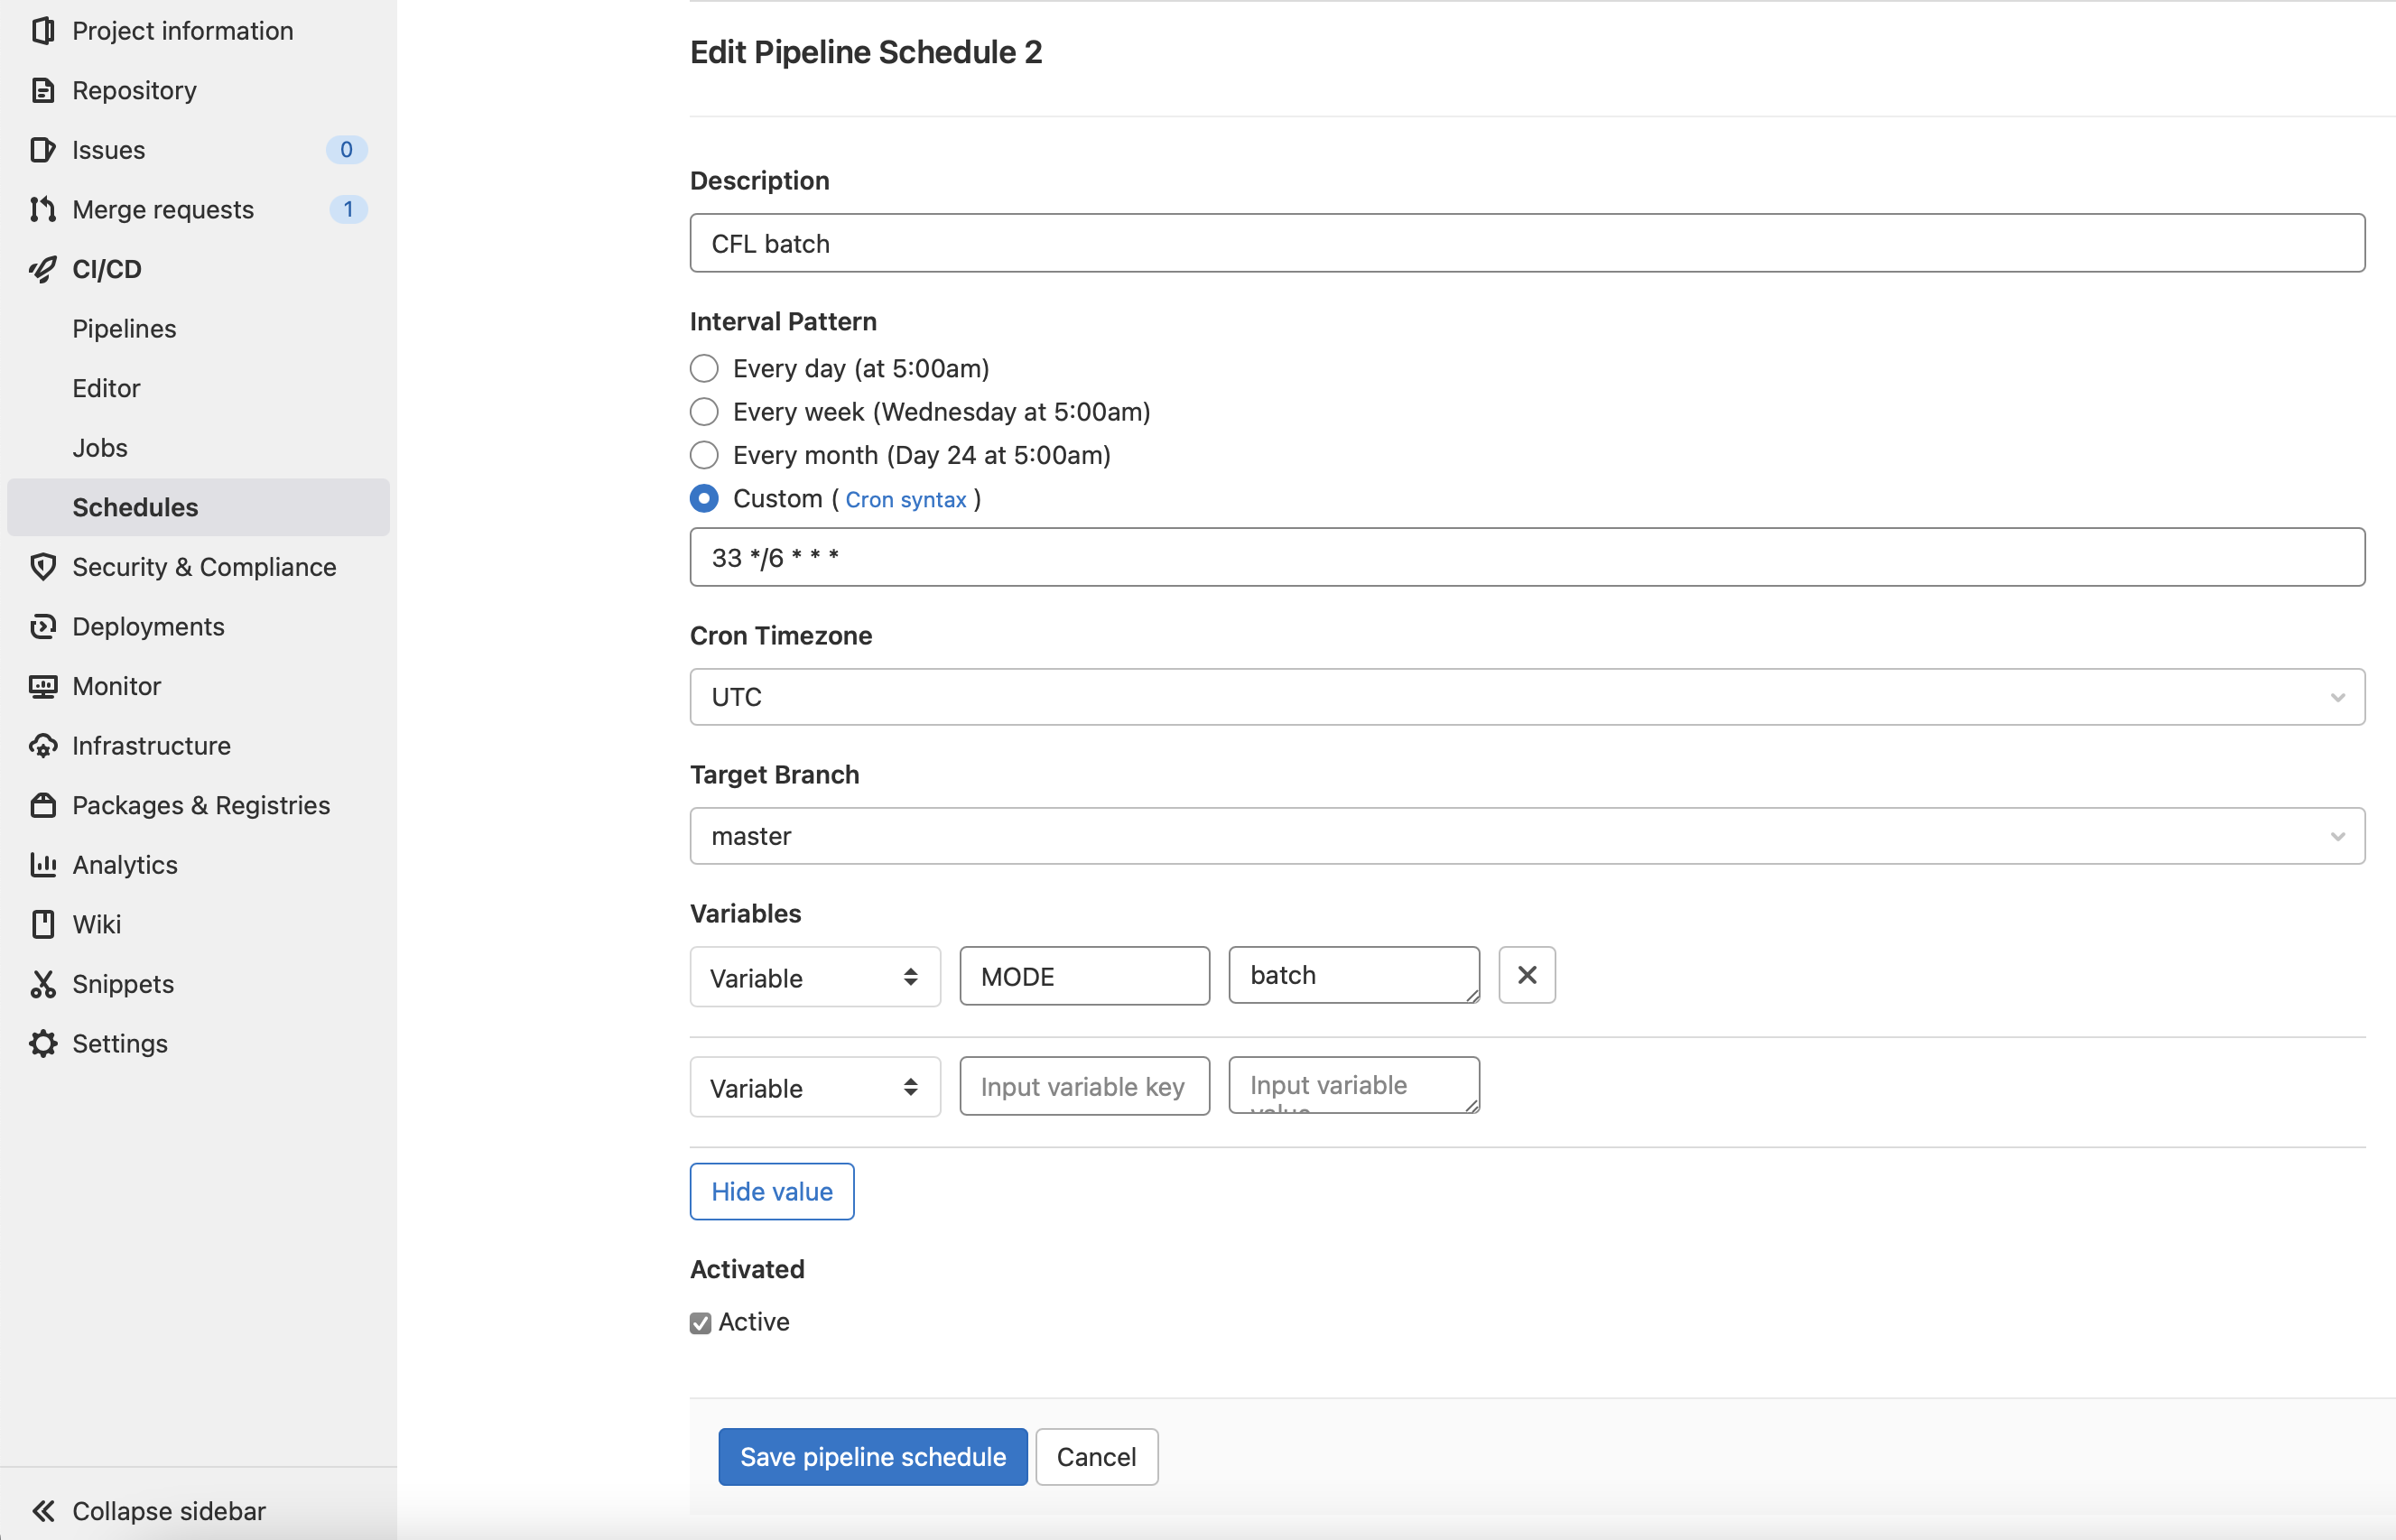 Project information
Repository
Issues 0
Merge requests 1
CI/CD
Pipelines
Editor
Jobs
Schedules
Security & Compliance
Deployments
Monitor
Infrastructure
Packages & Registries
Analytics
Wiki
Snippets
Settings
Collapse sidebar
Edit Pipeline Schedule 2
Description
CFL batch
Interval Pattern
Every day (at 5:00am)
Every week (Wednesday at 5:00am)
Every month (Day 24 at 5:00am)
Custom ( Cron syntax )
33 */6 * * *
Cron Timezone
UTC
Target Branch
master
Variables
Variable MODE batch
Variable Input variable key Input variable
value
Hide value
Activated
Active
Save pipeline schedule Cancel